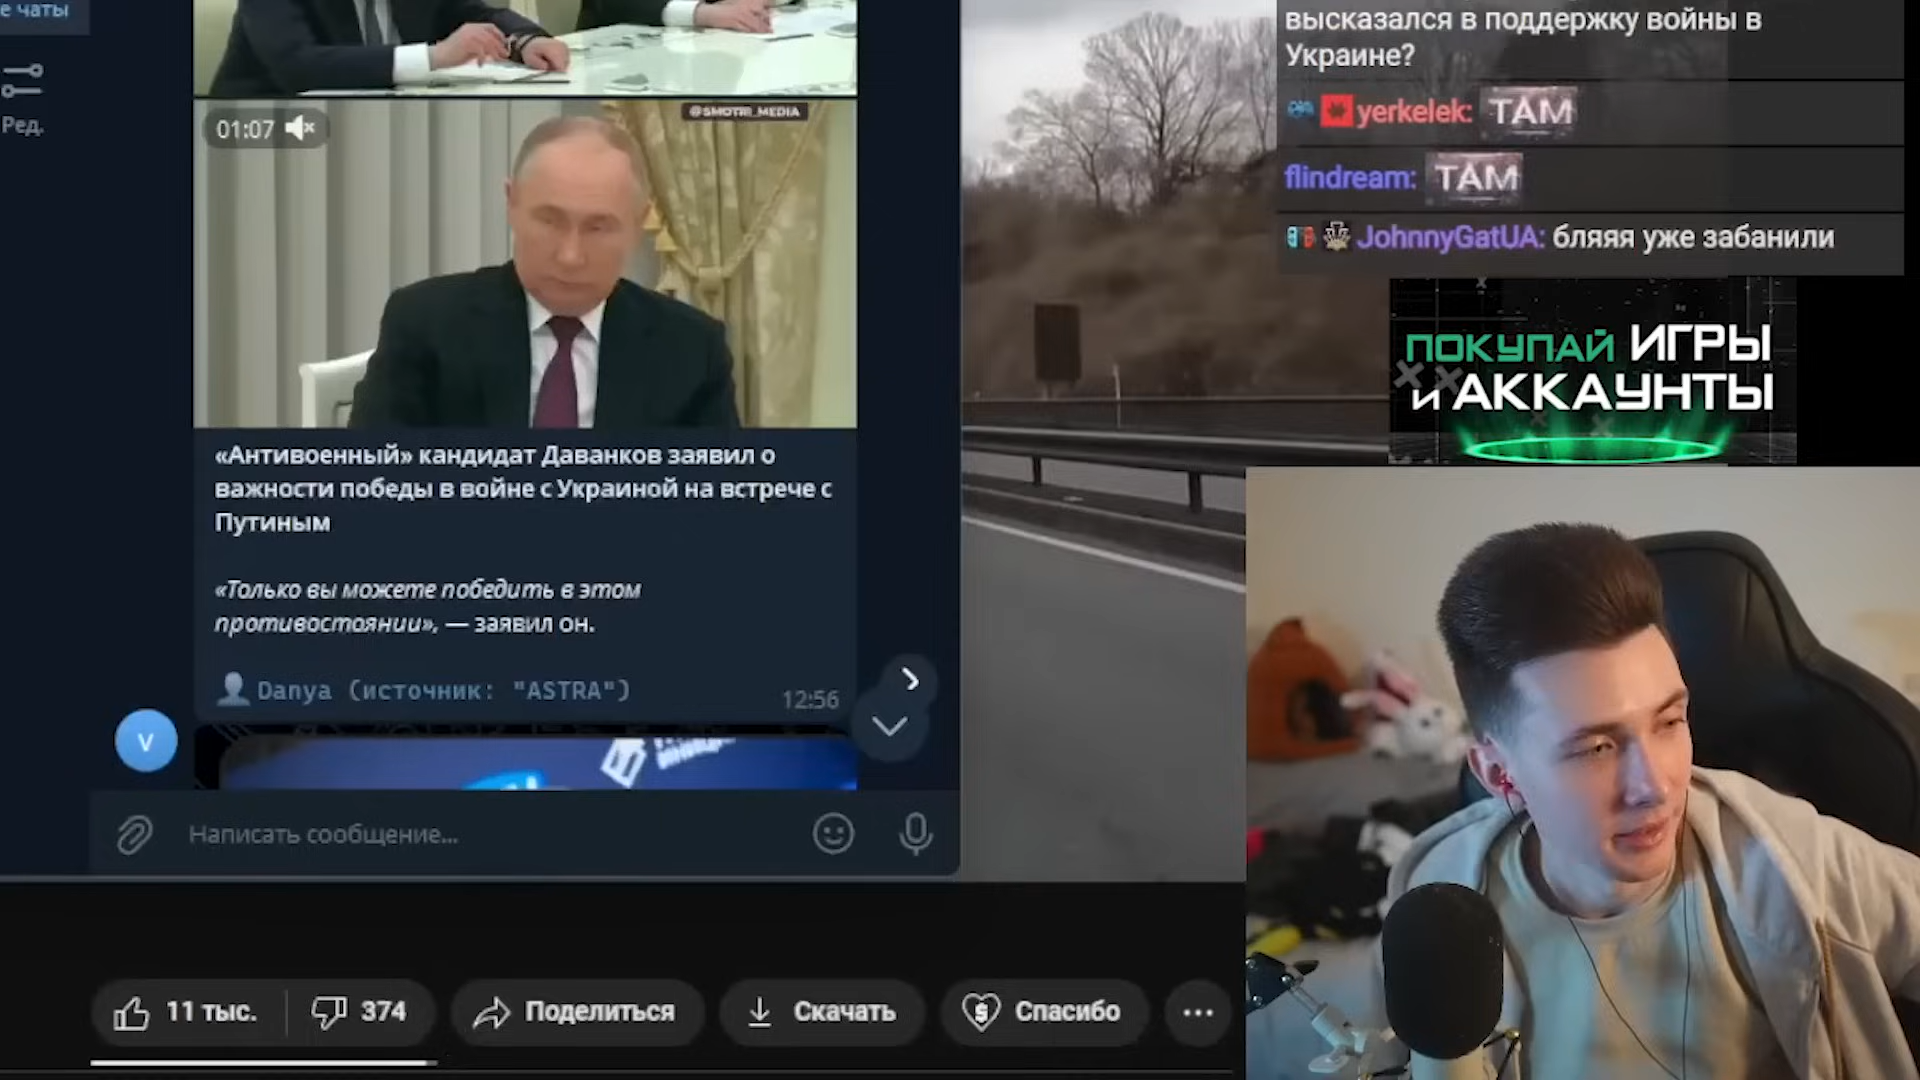 е чаты
Ред.
01:07
@SMOTRI_MEDIA
«Антивоенный» кандидат Даванков заявил о
важности победы в войне с Украиной на встрече с
Путиным
«Только вы можете победить в этом
противостоянии», — заявил он.
Danya (источник: "ASTRA")
12:56
V
Написать сообщение...
11 тыс.
374
Поделиться
Скачать
Спасибо
высказался в поддержку войны в
Украине?
yerkelek: ТАМ
flindream: ТАМ
JohnnyGatUA: бляяя уже забанили
ПОКУПАЙ ИГРЫ
и АККАУНТЫ